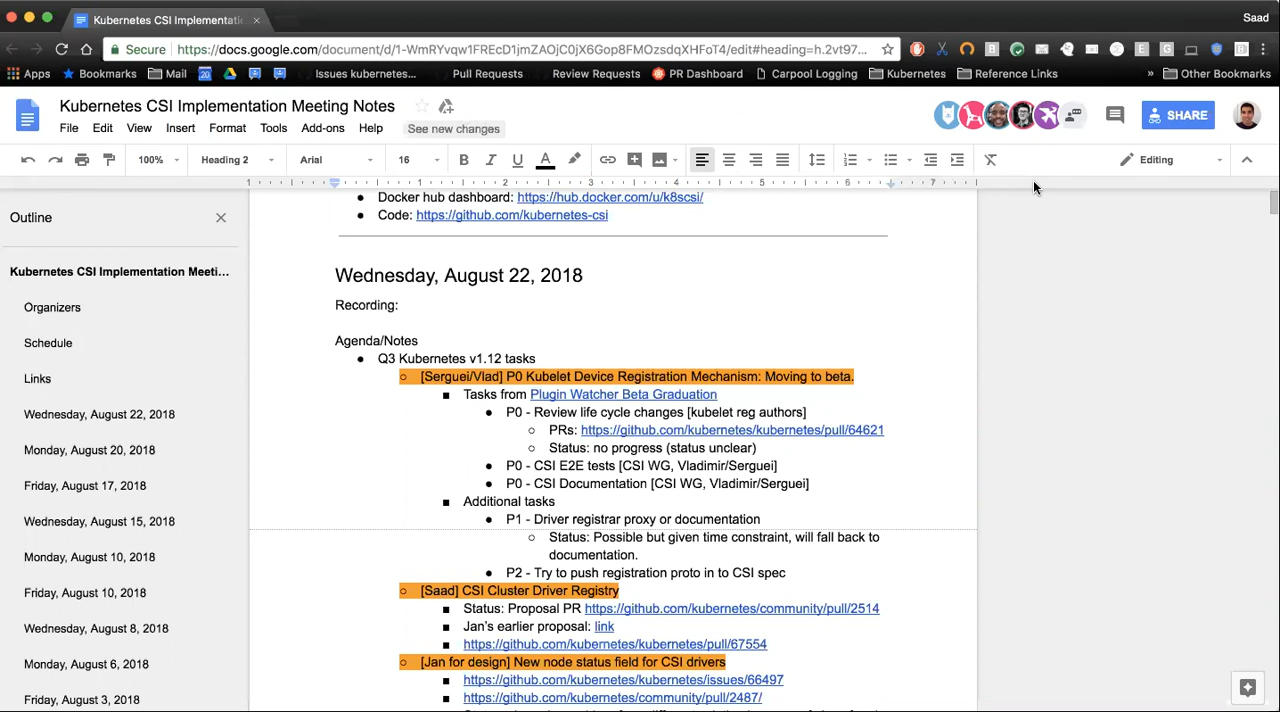 Kubernetes CSI Implementatio
Saad
Secure https://docs.google.com/document/d/1-WmRYvqw1FREcD1jmZAOjC0jX6Gop8FMOzsdqXHFoT4/edit#heading=h.2vt97...
Apps Bookmarks Mail 20 Issues kubernetes... Pull Requests Review Requests PR Dashboard Carpool Logging Kubernetes Reference Links » Other Bookmarks
Kubernetes CSI Implementation Meeting Notes
File Edit View Insert Format Tools Add-ons Help See new changes
SHARE
100% Heading 2 Arial 16 B I U A Editing
1 1 2 3 4 5 6 7
Outline
Kubernetes CSI Implementation Meeti...
Organizers
Schedule
Links
Wednesday, August 22, 2018
Monday, August 20, 2018
Friday, August 17, 2018
Wednesday, August 15, 2018
Monday, August 10, 2018
Friday, August 10, 2018
Wednesday, August 8, 2018
Monday, August 6, 2018
Friday, August 3, 2018
Docker hub dashboard: https://hub.docker.com/u/k8scsi/
Code: https://github.com/kubernetes-csi
Wednesday, August 22, 2018
Recording:
Agenda/Notes
Q3 Kubernetes v1.12 tasks
[Serguei/Vlad] P0 Kubelet Device Registration Mechanism: Moving to beta.
Tasks from Plugin Watcher Beta Graduation
P0 - Review life cycle changes [kubelet reg authors]
PRs: https://github.com/kubernetes/kubernetes/pull/64621
Status: no progress (status unclear)
P0 - CSI E2E tests [CSI WG, Vladimir/Serguei]
P0 - CSI Documentation [CSI WG, Vladimir/Serguei]
Additional tasks
P1 - Driver registrar proxy or documentation
Status: Possible but given time constraint, will fall back to
documentation.
P2 - Try to push registration proto in to CSI spec
[Saad] CSI Cluster Driver Registry
Status: Proposal PR https://github.com/kubernetes/community/pull/2514
Jan's earlier proposal: link
https://github.com/kubernetes/kubernetes/pull/67554
[Jan for design] New node status field for CSI drivers
https://github.com/kubernetes/kubernetes/issues/66497
https://github.com/kubernetes/community/pull/2487/